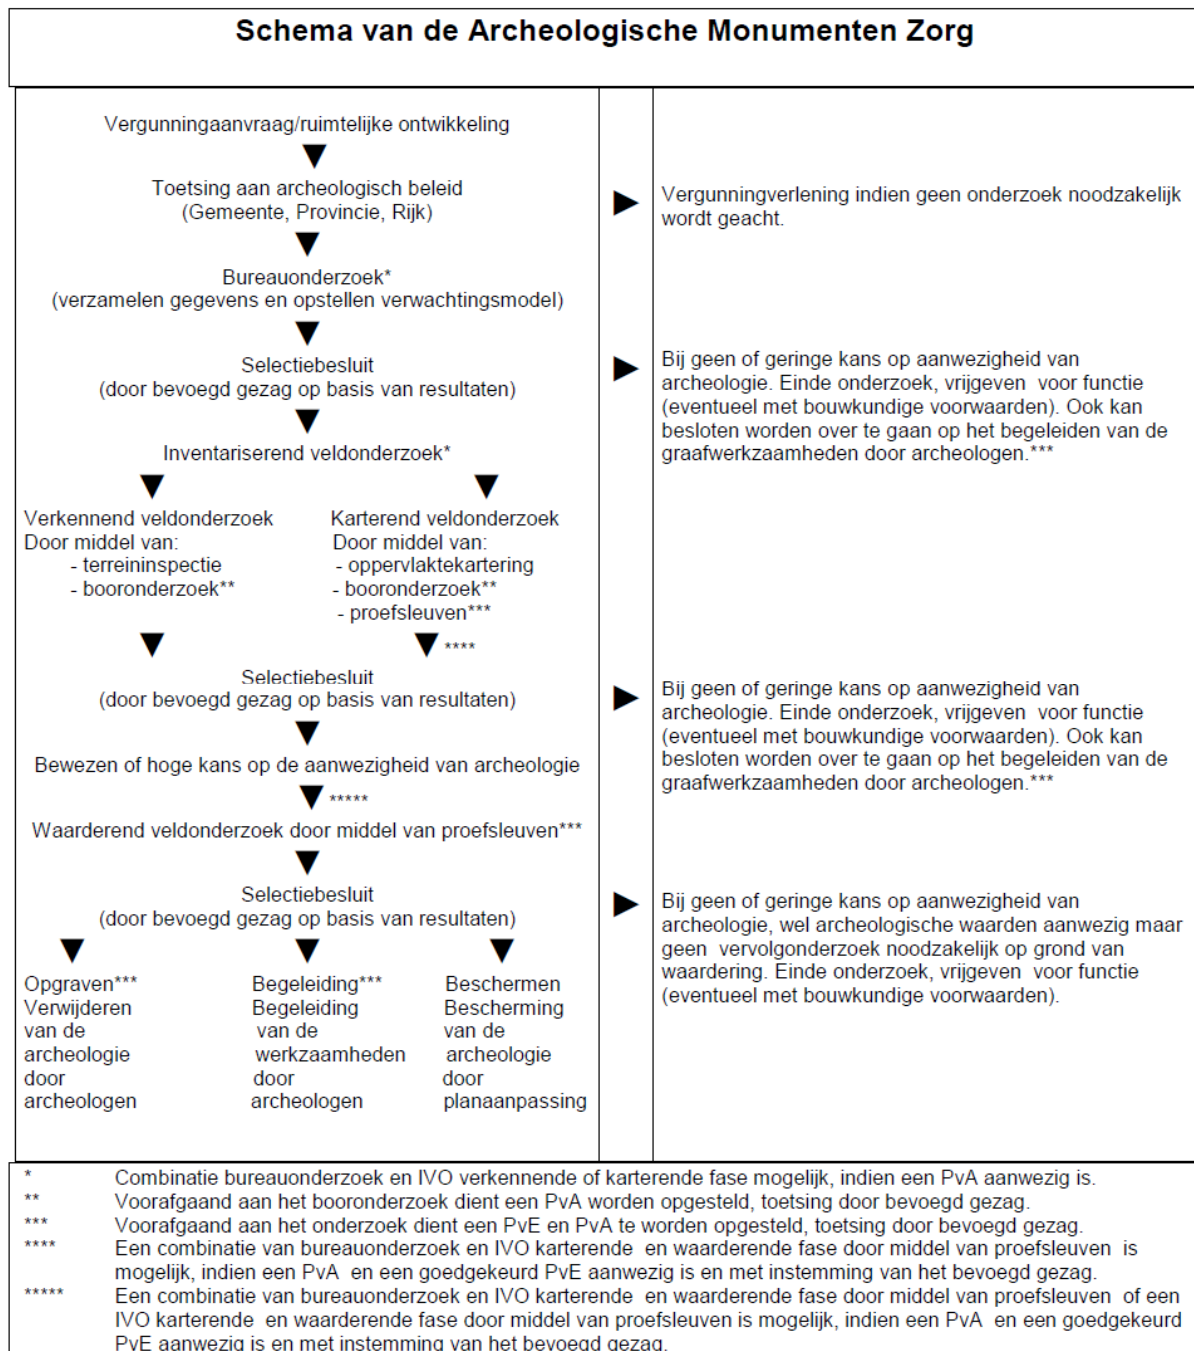 Schema van de Archeologische Monumenten Zorg
Vergunningaanvraag/ruimtelijke ontwikkeling
Toetsing aan archeologisch beleid
(Gemeente, Provincie, Rijk)
Vergunningverlening indien geen onderzoek noodzakelijk
wordt geacht.
Bureauonderzoek*
(verzamelen gegevens en opstellen verwachtingsmodel)
Selectiebesluit
(door bevoegd gezag op basis van resultaten)
Bij geen of geringe kans op aanwezigheid van
archeologie. Einde onderzoek, vrijgeven voor functie
(eventueel met bouwkundige voorwaarden). Ook kan
besloten worden over te gaan op het begeleiden van de
graafwerkzaamheden door archeologen.***
Inventariserend veldonderzoek*
Verkennend veldonderzoek
Door middel van:
- terreininspectie
- booronderzoek**
Karterend veldonderzoek
Door middel van:
- oppervlaktekartering
- booronderzoek**
- proefsleuven***
****
Selectiebesluit
(door bevoegd gezag op basis van resultaten)
Bij geen of geringe kans op aanwezigheid van
archeologie. Einde onderzoek, vrijgeven voor functie
(eventueel met bouwkundige voorwaarden). Ook kan
besloten worden over te gaan op het begeleiden van de
graafwerkzaamheden door archeologen.***
Bewezen of hoge kans op de aanwezigheid van archeologie
*****
Waarderend veldonderzoek door middel van proefsleuven***
Selectiebesluit
(door bevoegd gezag op basis van resultaten)
Bij geen of geringe kans op aanwezigheid van
archeologie, wel archeologische waarden aanwezig maar
geen vervolgonderzoek noodzakelijk op grond van
waardering. Einde onderzoek, vrijgeven voor functie
(eventueel met bouwkundige voorwaarden).
Opgraven***
Verwijderen
van de
archeologie
door
archeologen
Begeleiding***
Begeleiding
van de
werkzaamheden
door
archeologen
Beschermen
Bescherming
van de
archeologie
door
planaanpassing
* Combinatie bureauonderzoek en IVO verkennende of karterende fase mogelijk, indien een PvA aanwezig is.
** Voorafgaand aan het booronderzoek dient een PvA worden opgesteld, toetsing door bevoegd gezag.
*** Voorafgaand aan het onderzoek dient een PvE en PvA te worden opgesteld, toetsing door bevoegd gezag.
**** Een combinatie van bureauonderzoek en IVO karterende en waarderende fase door middel van proefsleuven is
mogelijk, indien een PvA en een goedgekeurd PvE aanwezig is en met instemming van het bevoegd gezag.
***** Een combinatie van bureauonderzoek en IVO karterende en waarderende fase door middel van proefsleuven of een
IVO karterende en waarderende fase door middel van proefsleuven is mogelijk, indien een PvA en een goedgekeurd
PvE aanwezig is en met instemming van het bevoegd gezag.